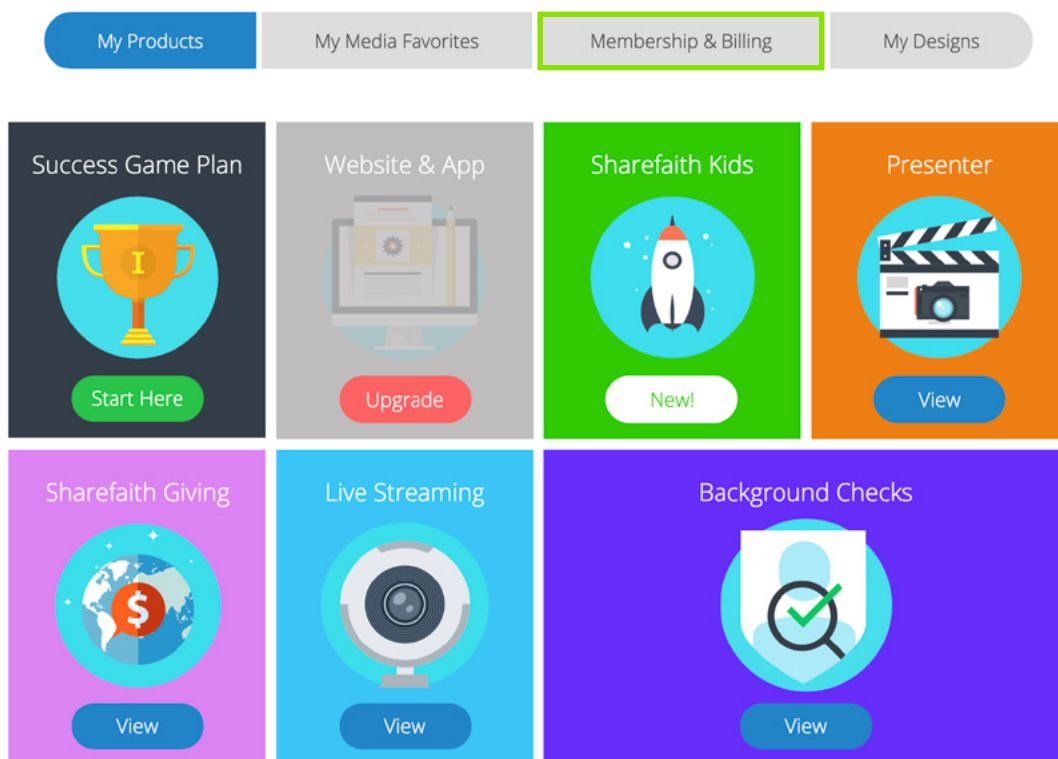 My Products
My Media Favorites
Membership & Billing
My Designs
Success Game Plan
I
Start Here
Website & App
Upgrade
Sharefaith Kids
New!
Presenter
View
Sharefaith Giving
$
View
Live Streaming
View
Background Checks
View